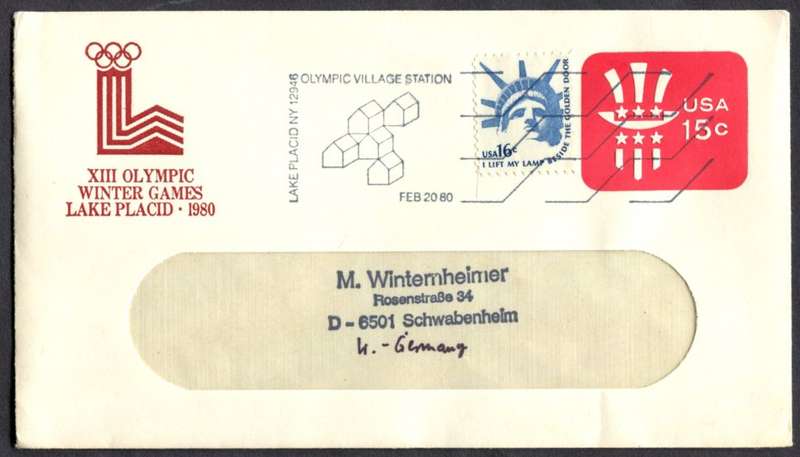 XIII OLYMPIC
WINTER GAMES
LAKE PLACID · 1980
LAKE PLACID NY 12946
OLYMPIC VILLAGE STATION
FEB 20 80
USA 16c
I LIFT MY LAMP BESIDE THE GOLDEN DOOR
USA
15c
M. Winternheimer
Rosenstraße 34
D - 6501 Schwabenheim
W.-Germany